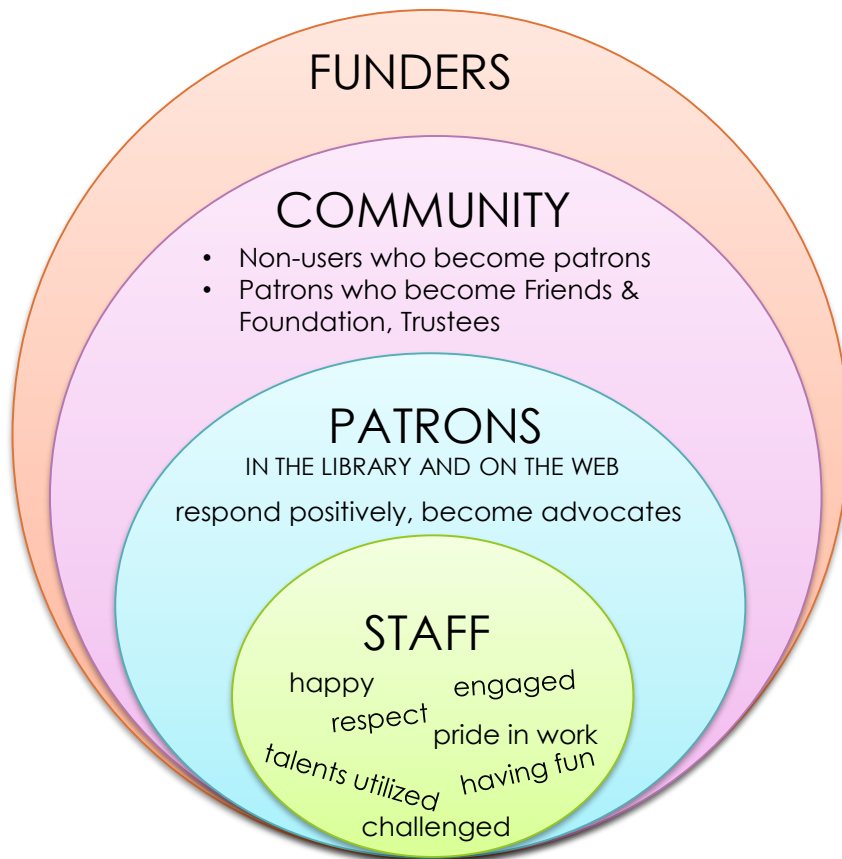 FUNDERS
COMMUNITY
• Non-users who become patrons
• Patrons who become Friends &
Foundation, Trustees
PATRONS
IN THE LIBRARY AND ON THE WEB
respond positively, become advocates
STAFF
happy
engaged
respect
pride in work
talents utilized
having fun
challenged